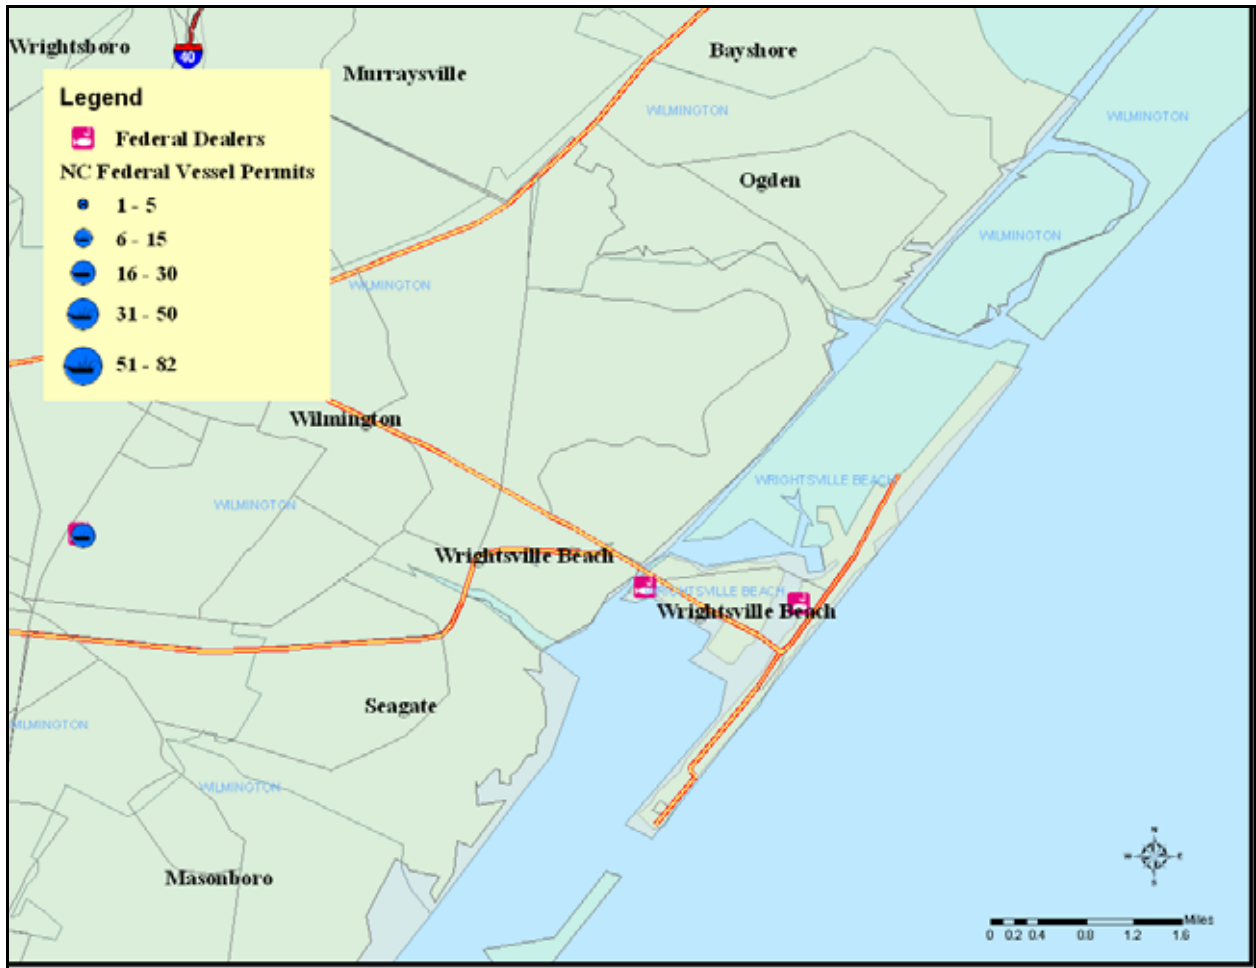 Wrightsboro
40
Murraysville
Bayshore
WILMINGTON
WILMINGTON
Legend
Federal Dealers
NC Federal Vessel Permits
1 - 5
6 - 15
16 - 30
31 - 50
51 - 82
Ogden
WILMINGTON
WILMINGTON
Wilmington
WRIGHTSVILLE BEACH
WILMINGTON
Wrightsville Beach
WRIGHTSVILLE BEACH
Wrightsville Beach
Seagate
WILMINGTON
WILMINGTON
Masonboro
N
W E
S
Miles
0 0.2 0.4 0.8 1.2 1.6